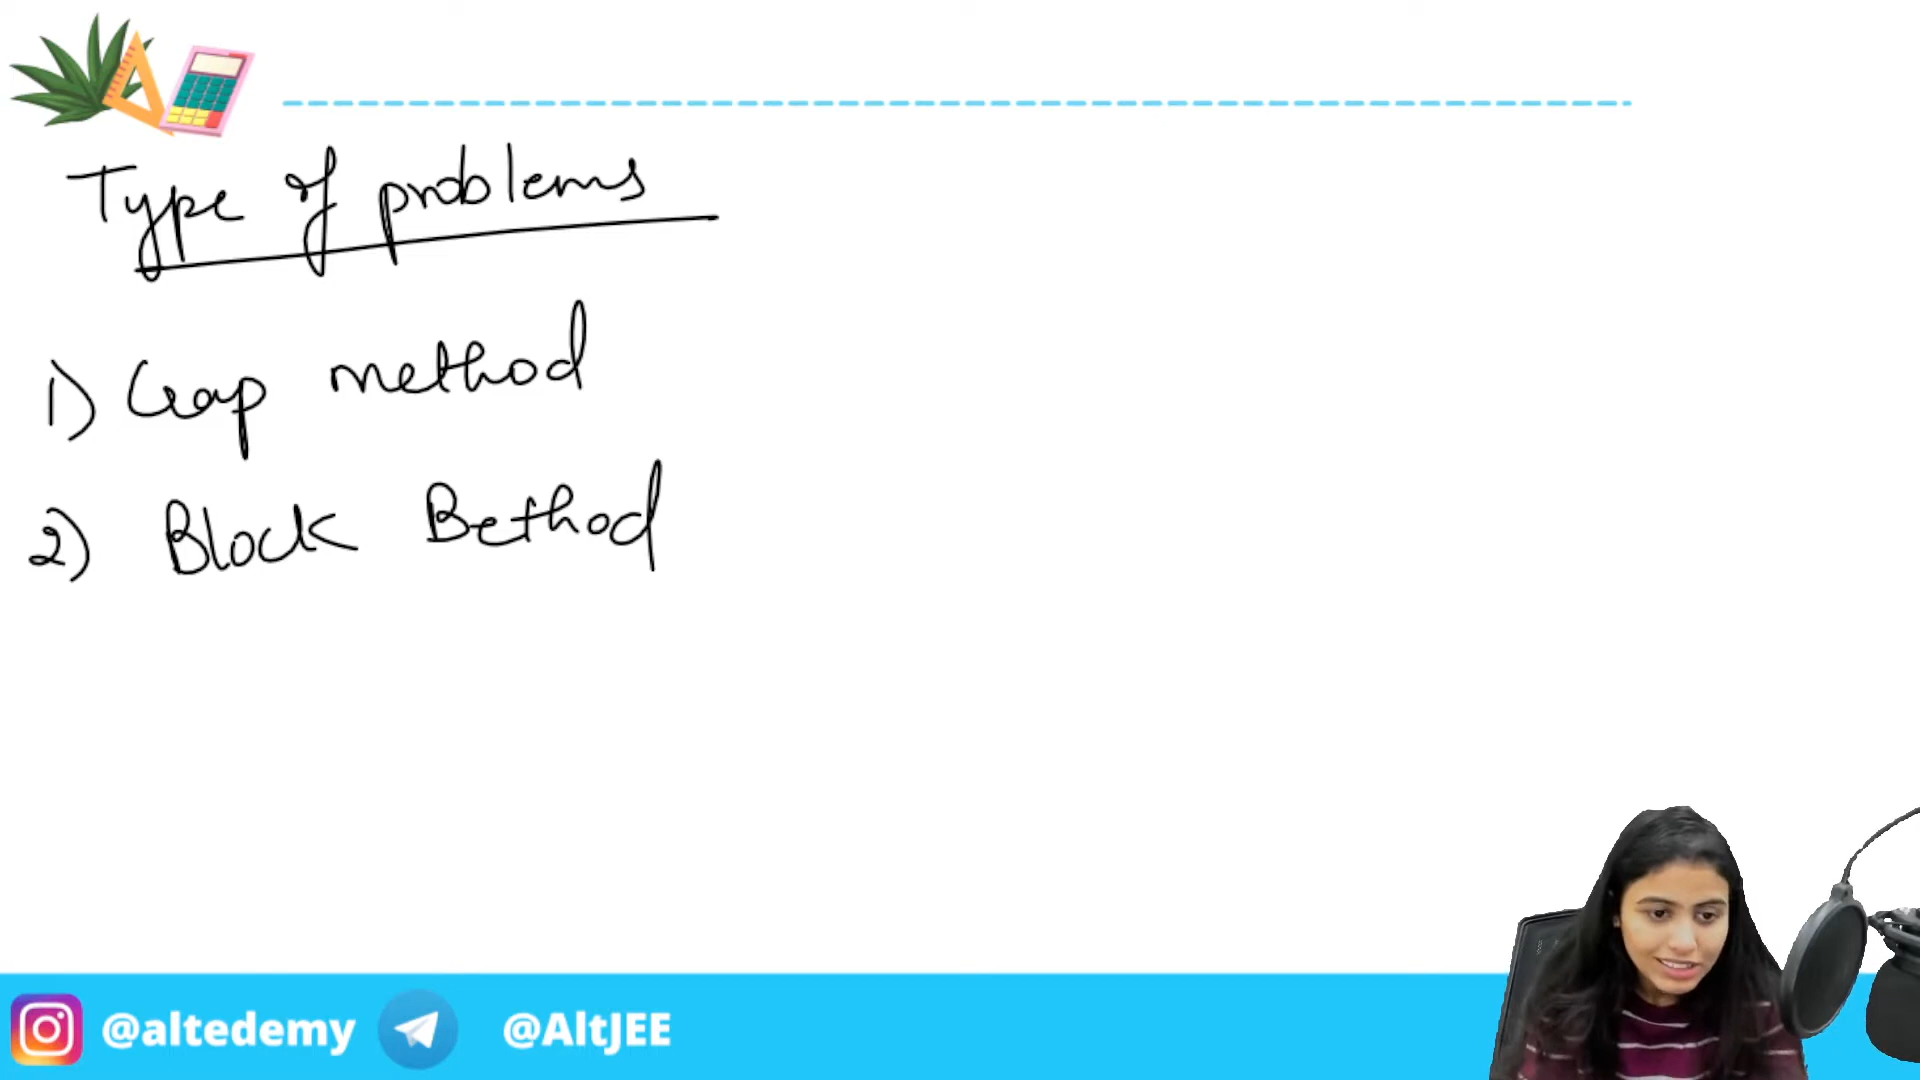 Type of problems
1) Gap method
2) Block Bethod
@altedemy @AltJEE